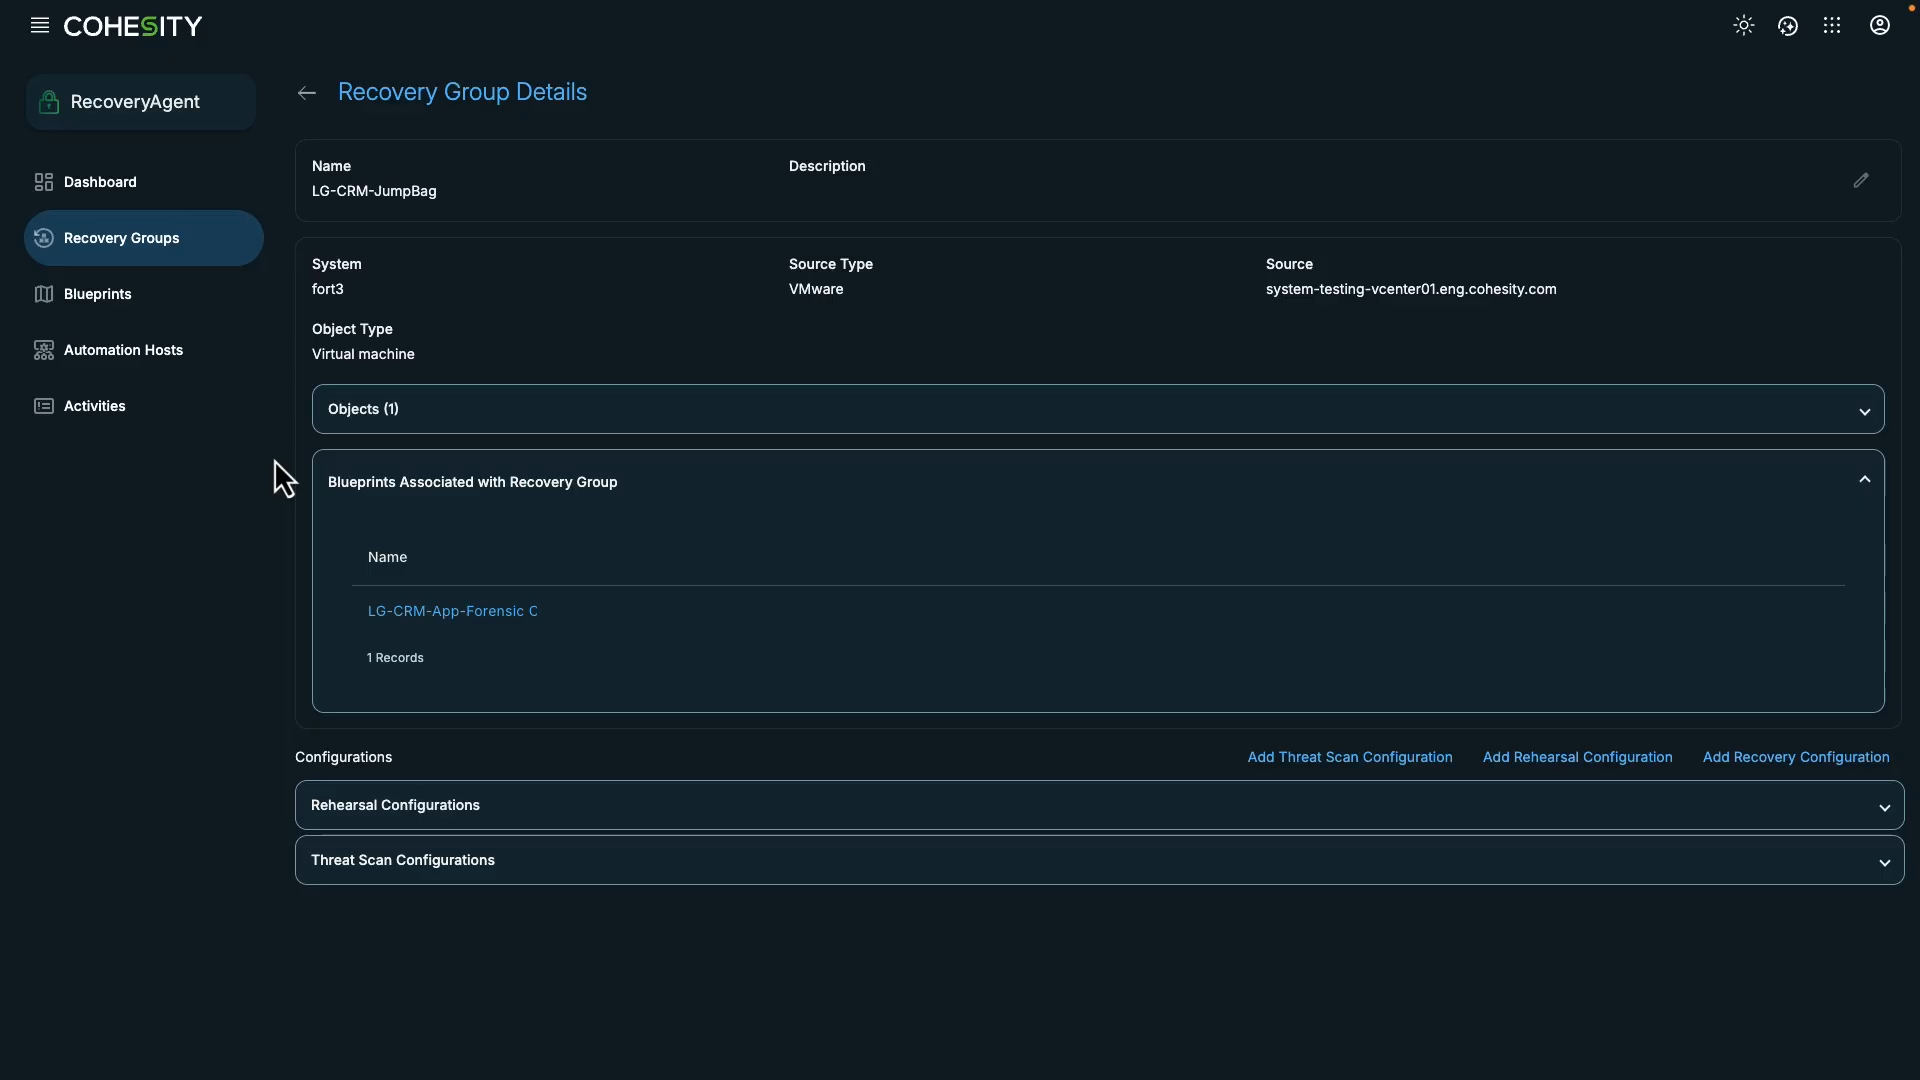 COHESITY
RecoveryAgent
Dashboard
Recovery Groups
Blueprints
Automation Hosts
Activities
Recovery Group Details
Name
LG-CRM-JumpBag
Description
System
fort3
Source Type
VMware
Source
system-testing-vcenter01.eng.cohesity.com
Object Type
Virtual machine
Objects (1)
Blueprints Associated with Recovery Group
Name
LG-CRM-App-Forensic C
1 Records
Configurations
Add Threat Scan Configuration
Add Rehearsal Configuration
Add Recovery Configuration
Rehearsal Configurations
Threat Scan Configurations